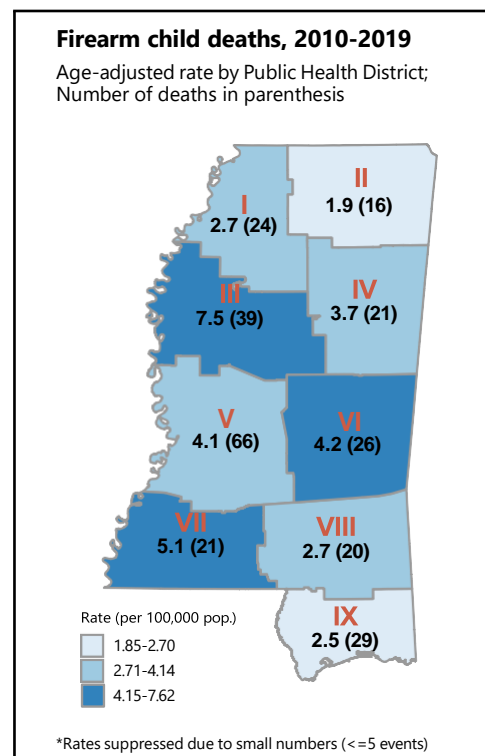 Firearm child deaths, 2010-2019
Age-adjusted rate by Public Health District;
Number of deaths in parenthesis
II
1.9 (16)
I
2.7 (24)
III
7.5 (39)
IV
3.7 (21)
V
4.1 (66)
VI
4.2 (26)
VII
5.1 (21)
VIII
2.7 (20)
IX
2.5 (29)
Rate (per 100,000 pop.)
1.85-2.70
2.71-4.14
4.15-7.62
*Rates suppressed due to small numbers (<=5 events)